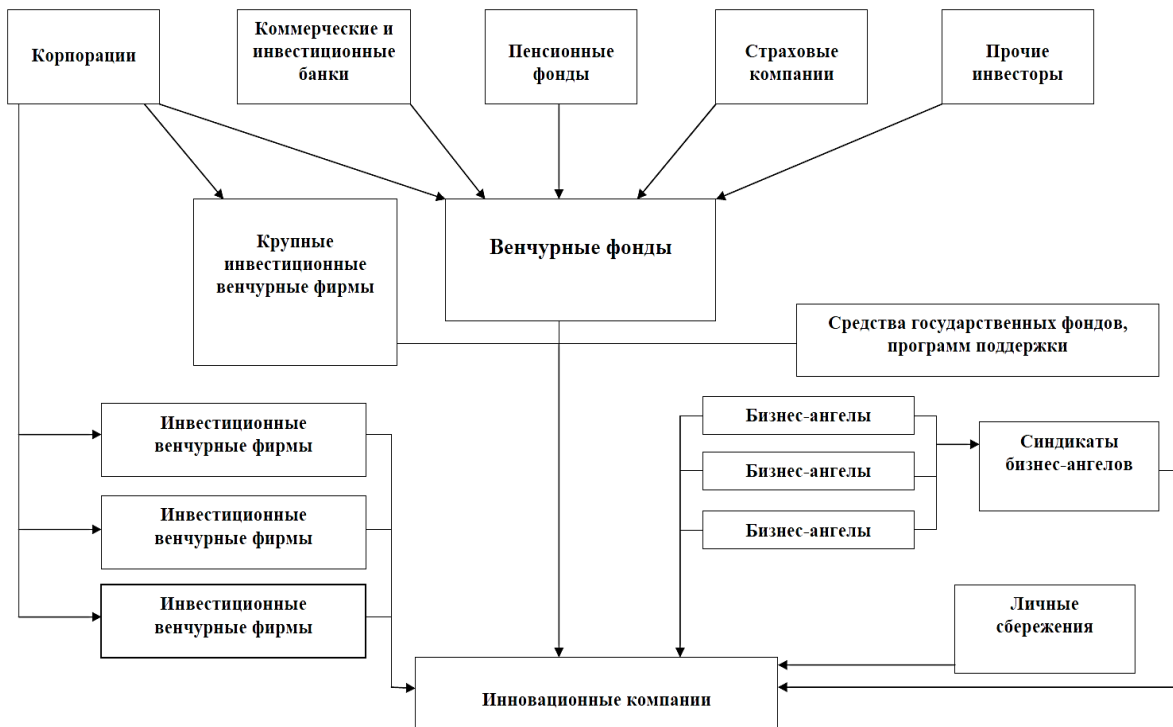 Корпорации
Коммерческие и
инвестиционные
банки
Пенсионные
фонды
Страховые
компании
Прочие
инвесторы
Крупные
инвестиционные
венчурные фирмы
Венчурные фонды
Средства государственных фондов,
программ поддержки
Инвестиционные
венчурные фирмы
Инвестиционные
венчурные фирмы
Инвестиционные
венчурные фирмы
Бизнес-ангелы
Бизнес-ангелы
Бизнес-ангелы
Синдикаты
бизнес-ангелов
Личные
сбережения
Инновационные компании